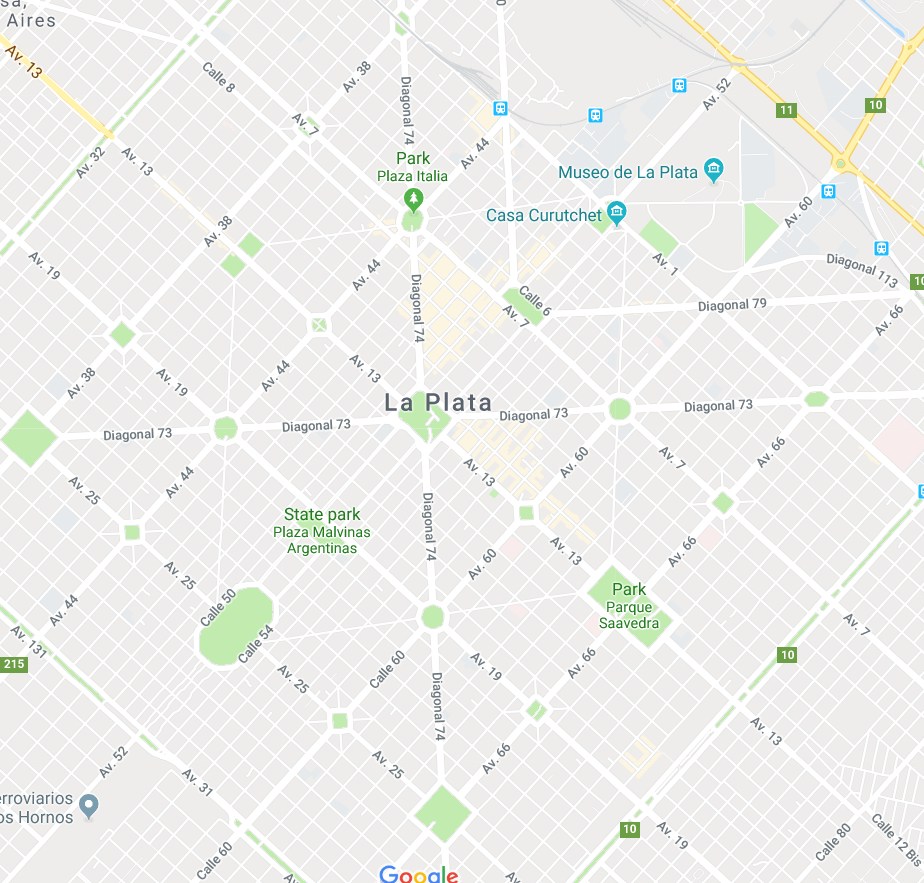 Aires
Av. 13
Calle 8
Av. 38
Diagonal 74
Av. 52
11
10
Av. 7
Av. 44
Av. 32
Av. 13
Park
Plaza Italia
Museo de La Plata
Casa Curutchet
Av. 60
Av. 38
Av. 1
Av. 19
Av. 44
Diagonal 74
Calle 6
Av. 7
Diagonal 113
Diagonal 79
Av. 66
Av. 38
Av. 19
Av. 44
Av. 13
La Plata
Diagonal 73
Diagonal 73
Diagonal 73
Diagonal 73
Av. 25
Av. 44
Av. 13
Av. 60
Av. 7
Av. 66
State park
Plaza Malvinas
Argentinas
Diagonal 74
Av. 60
Av. 13
Av. 66
Av. 25
Calle 50
Calle 54
Av. 44
Park
Parque
Saavedra
Av. 7
Av. 131
215
10
Av. 25
Calle 60
Av. 19
Av. 66
Diagonal 74
Av. 13
Av. 52
Av. 31
Av. 25
Av. 66
erroviarios
os Hornos
Calle 60
10
Av. 19
Calle 80
Calle 12 Bis
Google